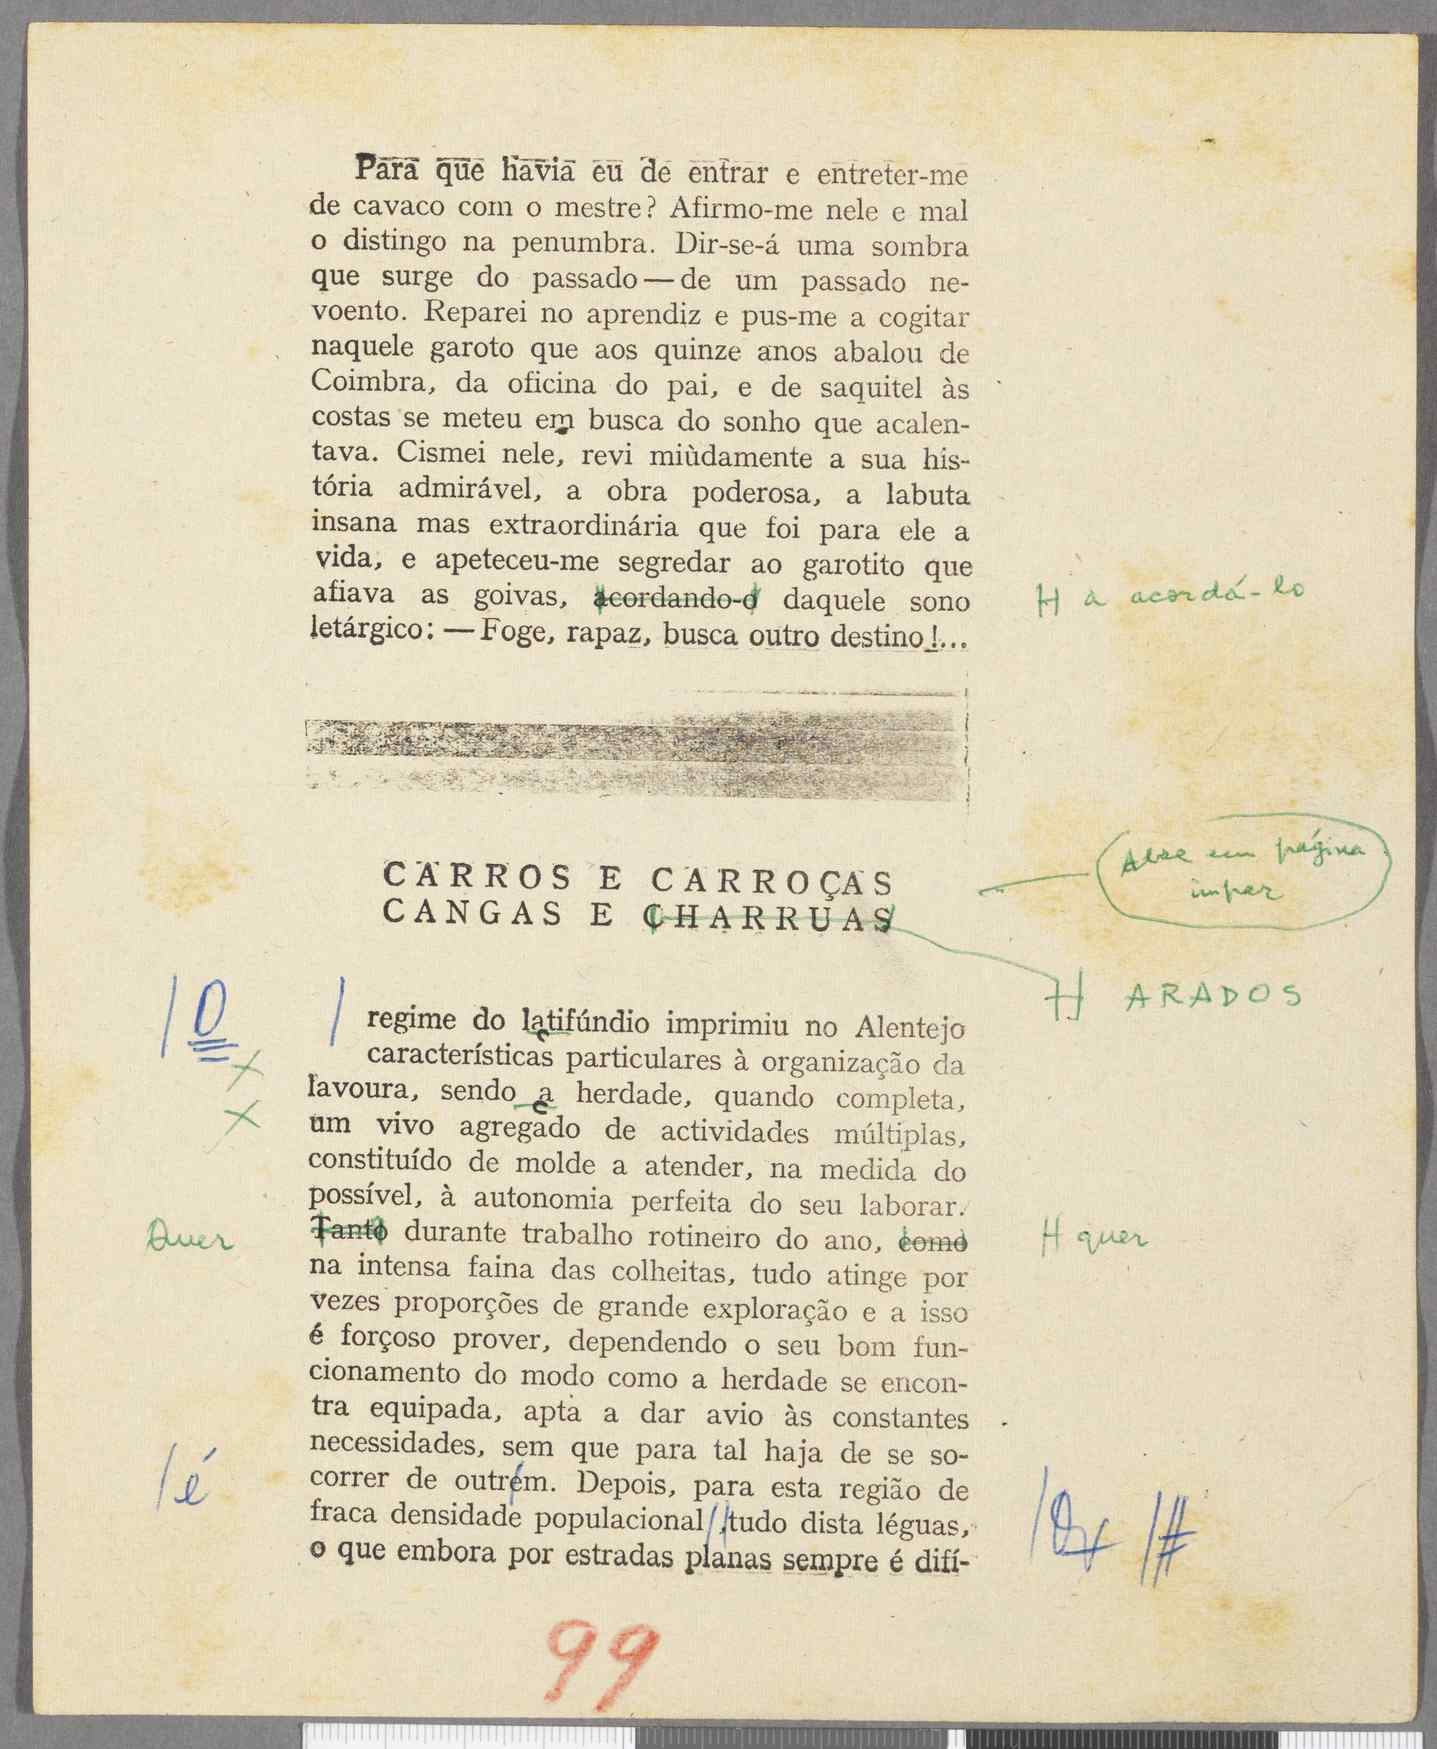 Para que havia eu de entrar e entreter-me
de cavaco com o mestre? Afirmo-me nele e mal
o distingo na penumbra. Dir-se-á uma sombra
que surge do passado — de um passado ne-
voento. Reparei no aprendiz e pus-me a cogitar
naquele garoto que aos quinze anos abalou de
Coimbra, da oficina do pai, e de saquitel às
costas se meteu em busca do sonho que acalen-
tava. Cismei nele, revi miùdamente a sua his-
tória admirável, a obra poderosa, a labuta
insana mas extraordinária que foi para ele a
vida, e apeteceu-me segredar ao garotito que
afiava as goivas, acordando-o daquele sono
H a acordá-lo
letárgico: — Foge, rapaz, busca outro destino!...
Abre em página
impar
CARROS E CARROÇAS
CANGAS E CHARRUAS
H ARADOS
/O /
regime do latifúndio imprimiu no Alentejo
características particulares à organização da
lavoura, sendo a herdade, quando completa,
um vivo agregado de actividades múltiplas,
constituído de molde a atender, na medida do
possível, à autonomia perfeita do seu laborar.
Quer Tanto durante trabalho rotineiro do ano, como H quer
na intensa faina das colheitas, tudo atinge por
vezes proporções de grande exploração e a isso
é forçoso prover, dependendo o seu bom fun-
cionamento do modo como a herdade se encon-
tra equipada, apta a dar avio às constantes
necessidades, sem que para tal haja de se so-
/é correr de outrem. Depois, para esta região de
fraca densidade populacional, tudo dista léguas, /#
o que embora por estradas planas sempre é difí-
99